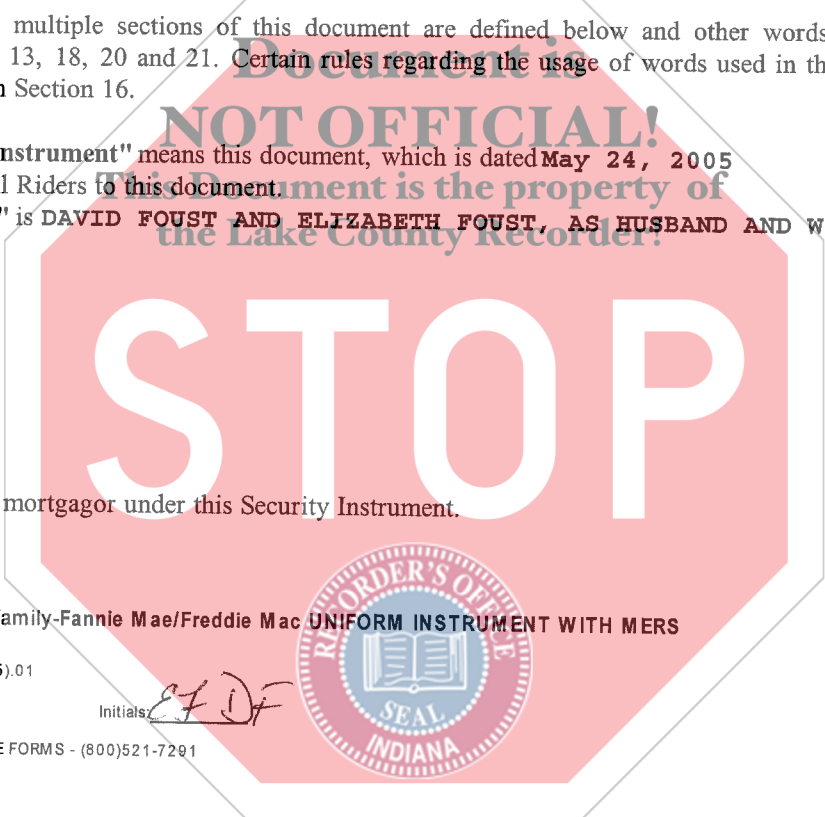 multiple sections of this document are defined below and other words
13, 18, 20 and 21. Certain rules regarding the usage of words used in th
n Section 16.
Document is
NOT OFFICIAL!
This Document is the property of
the Lake County Recorder!
nstrument" means this document, which is dated May 24, 2005
l Riders to this document.
" is DAVID FOUST AND ELIZABETH FOUST, AS HUSBAND AND W
STOP
mortgagor under this Security Instrument.
amily-Fannie Mae/Freddie Mac UNIFORM INSTRUMENT WITH MERS
).01
Initials: EF DF
E FORMS - (800)521-7291
RECORDER'S OFFICE
SEAL
INDIANA